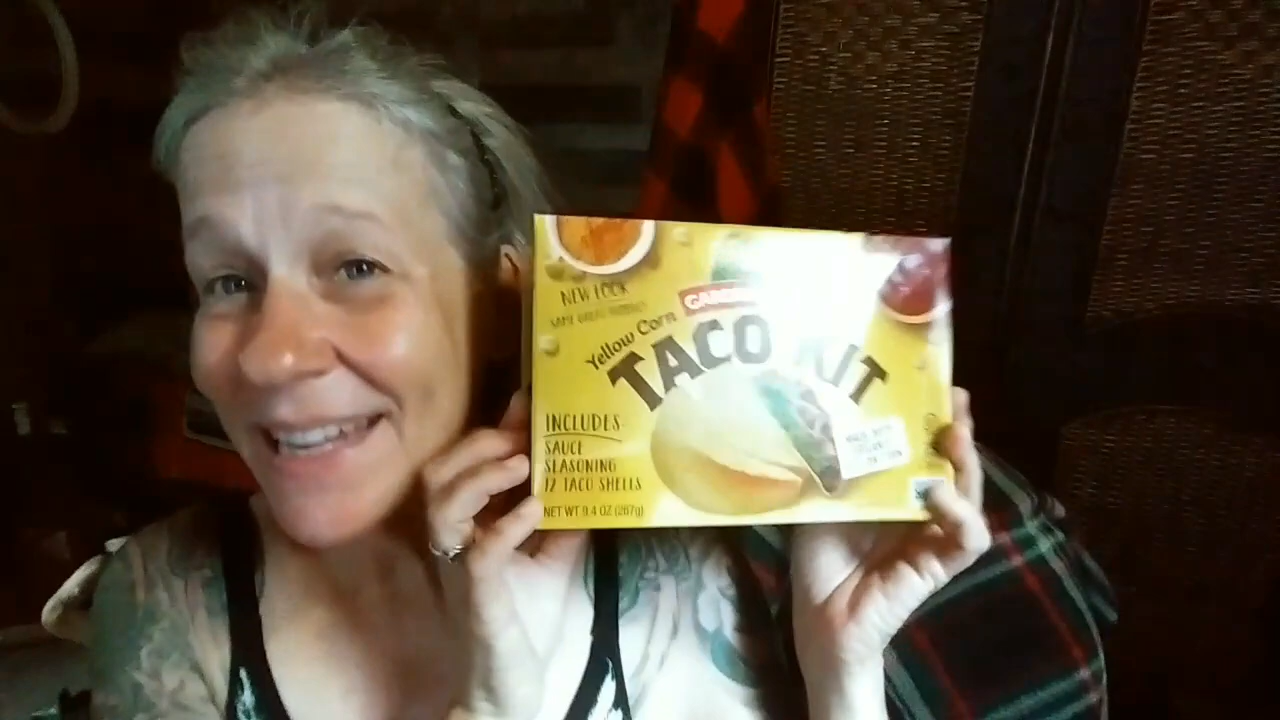 NEW LOOK
Yellow Corn
TACO KIT
INCLUDES
SAUCE
SEASONING
12 TACO SHELLS
NET WT 9.4 OZ (267g)